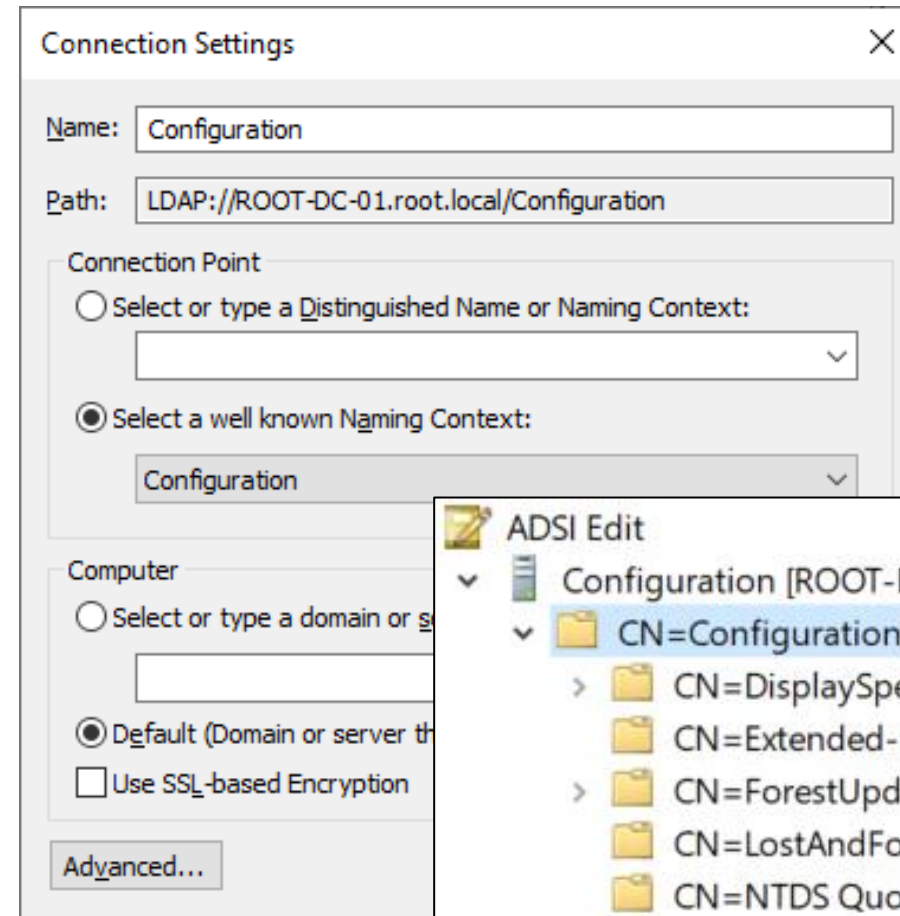 Connection Settings
Name: Configuration
Path: LDAP://ROOT-DC-01.root.local/Configuration
Connection Point
Select or type a Distinguished Name or Naming Context:
Select a well known Naming Context:
Configuration
Computer
Select or type a domain or
Default (Domain or server
Use SSL-based Encryption
Advanced...
ADSI Edit
Configuration [ROOT-
CN=Configuration
CN=DisplaySpe
CN=Extended-
CN=ForestUpd
CN=LostAndFo
CN=NTDS Quo